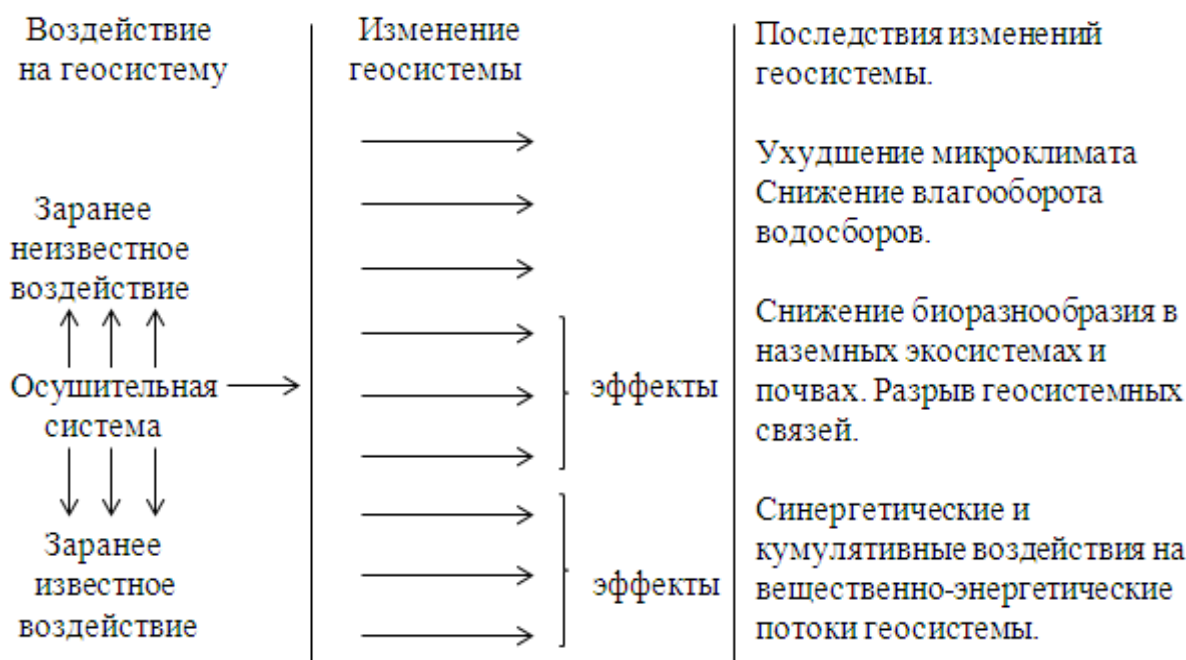 Воздействие
на геосистему
Заранее
неизвестное
воздействие
Осушительная
система
Заранее
известное
воздействие
Изменение
геосистемы
эффекты
эффекты
Последствия изменений
геосистемы.
Ухудшение микроклимата
Снижение влагооборота
водосборов.
Снижение биоразнообразия в
наземных экосистемах и
почвах. Разрыв геосистемных
связей.
Синергетические и
кумулятивные воздействия на
вещественно-энергетические
потоки геосистемы.